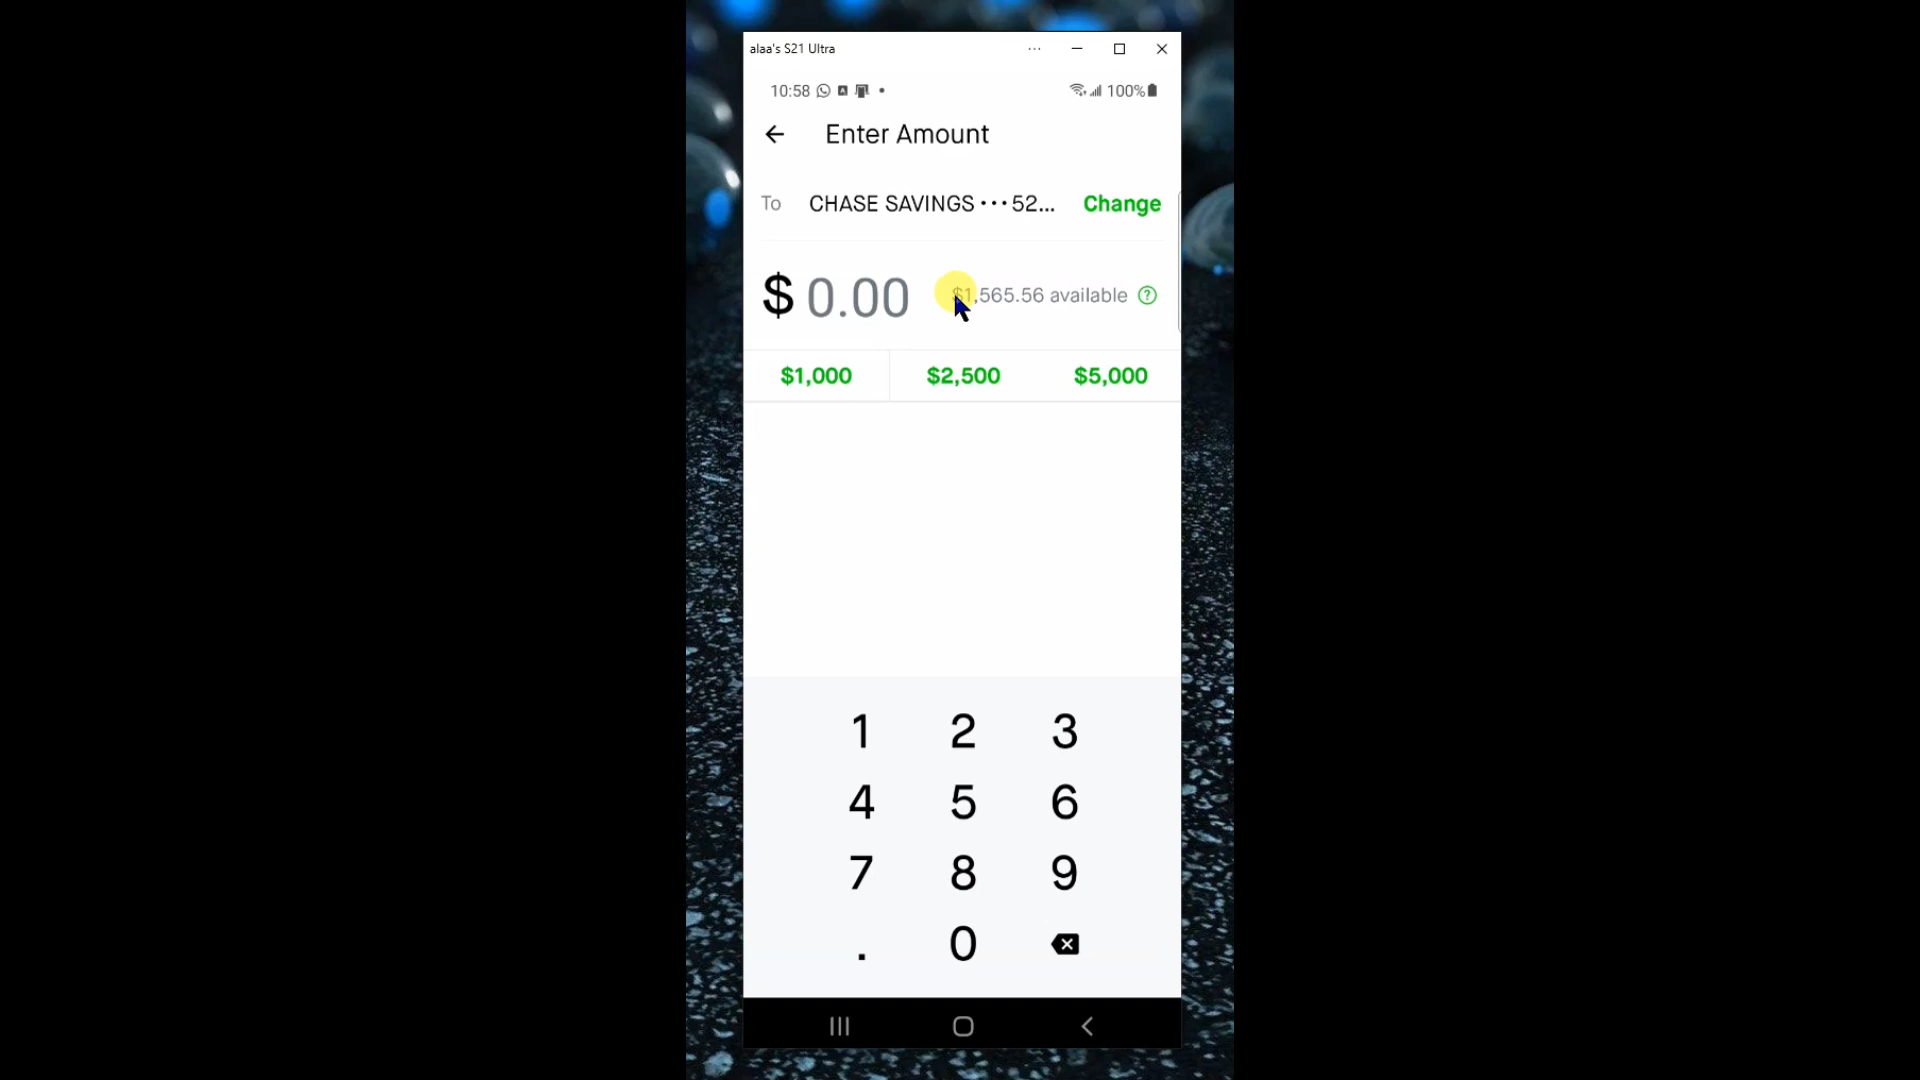 alaa's S21 Ultra
10:58 100%
Enter Amount
To CHASE SAVINGS •••52... Change
$ 0.00 $1,565.56 available ?
$1,000 $2,500 $5,000
1 2 3
4 5 6
7 8 9
. 0